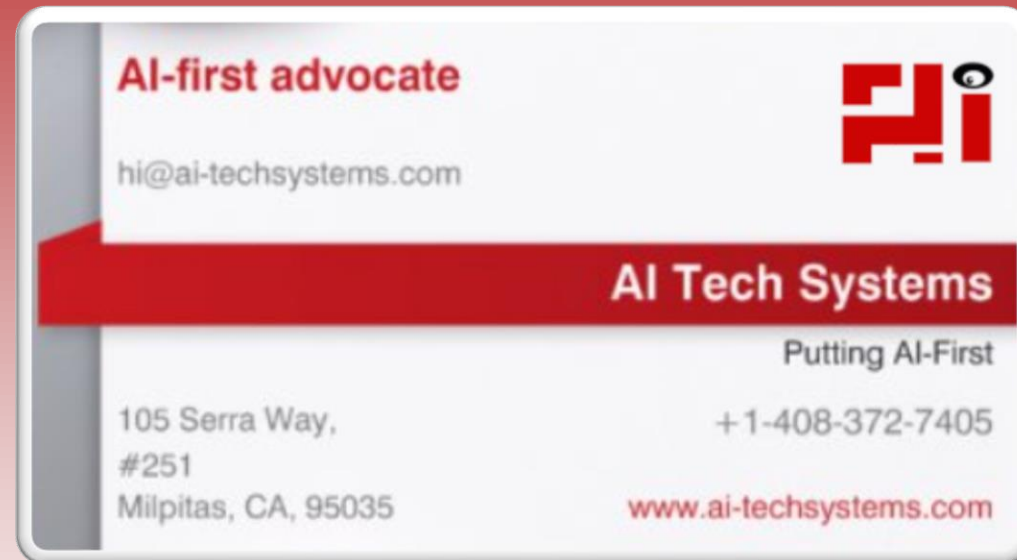 AI-first advocate
hi@ai-techsystems.com
AI Tech Systems
Putting AI-First
105 Serra Way,
#251
Milpitas, CA, 95035
+1-408-372-7405
www.ai-techsystems.com